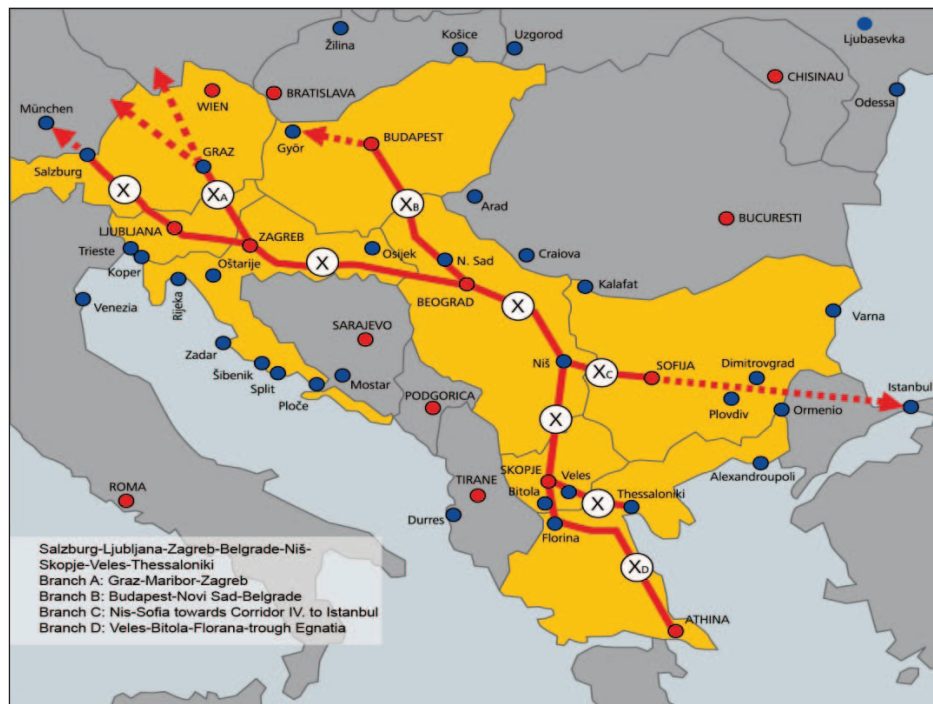 Žilina
Košice
Uzgorod
Ljubasevka
CHISINAU
WIEN
BRATISLAVA
Odessa
München
GRAZ
Györ
BUDAPEST
Salzburg
X
XA
XB
Arad
BUCURESTI
LJUBLJANA
ZAGREB
Trieste
Osijek
N. Sad
Craiova
Koper
Oštarije
X
Rijeka
BEOGRAD
Kalafat
Venezia
X
Varna
SARAJEVO
Zadar
Niš
XC
SOFIJA
Dimitrovgrad
Šibenik
Split
Mostar
Istanbul
Ploče
PODGORICA
Plovdiv
Ormenio
X
SKOPJE
Veles
Alexandroupoli
ROMA
TIRANE
Bitola
X
Thessaloniki
Durres
Florina
XD
ATHINA
Salzburg-Ljubljana-Zagreb-Belgrade-Niš-
Skopje-Veles-Thessaloniki
Branch A: Graz-Maribor-Zagreb
Branch B: Budapest-Novi Sad-Belgrade
Branch C: Nis-Sofia towards Corridor IV. to Istanbul
Branch D: Veles-Bitola-Florana-trough Egnatia